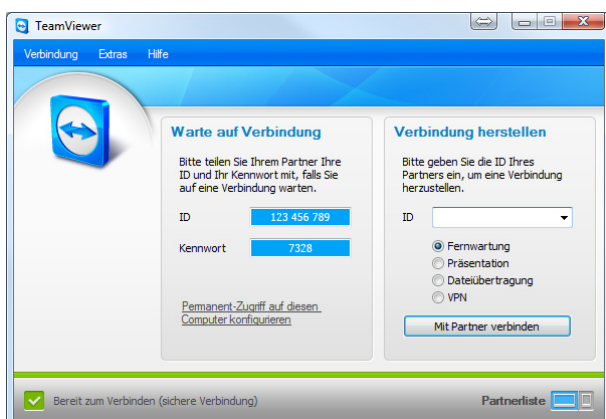 TeamViewer
Verbindung Extras Hilfe
Warte auf Verbindung
Bitte teilen Sie Ihrem Partner Ihre
ID und Ihr Kennwort mit, falls Sie
auf eine Verbindung warten.
ID 123 456 789
Kennwort 7328
Permanent-Zugriff auf diesen
Computer konfigurieren
Verbindung herstellen
Bitte geben Sie die ID Ihres
Partners ein, um eine Verbindung
herzustellen.
ID
Fernwartung
Präsentation
Dateiübertragung
VPN
Mit Partner verbinden
Bereit zum Verbinden (sichere Verbindung)
Partnerliste